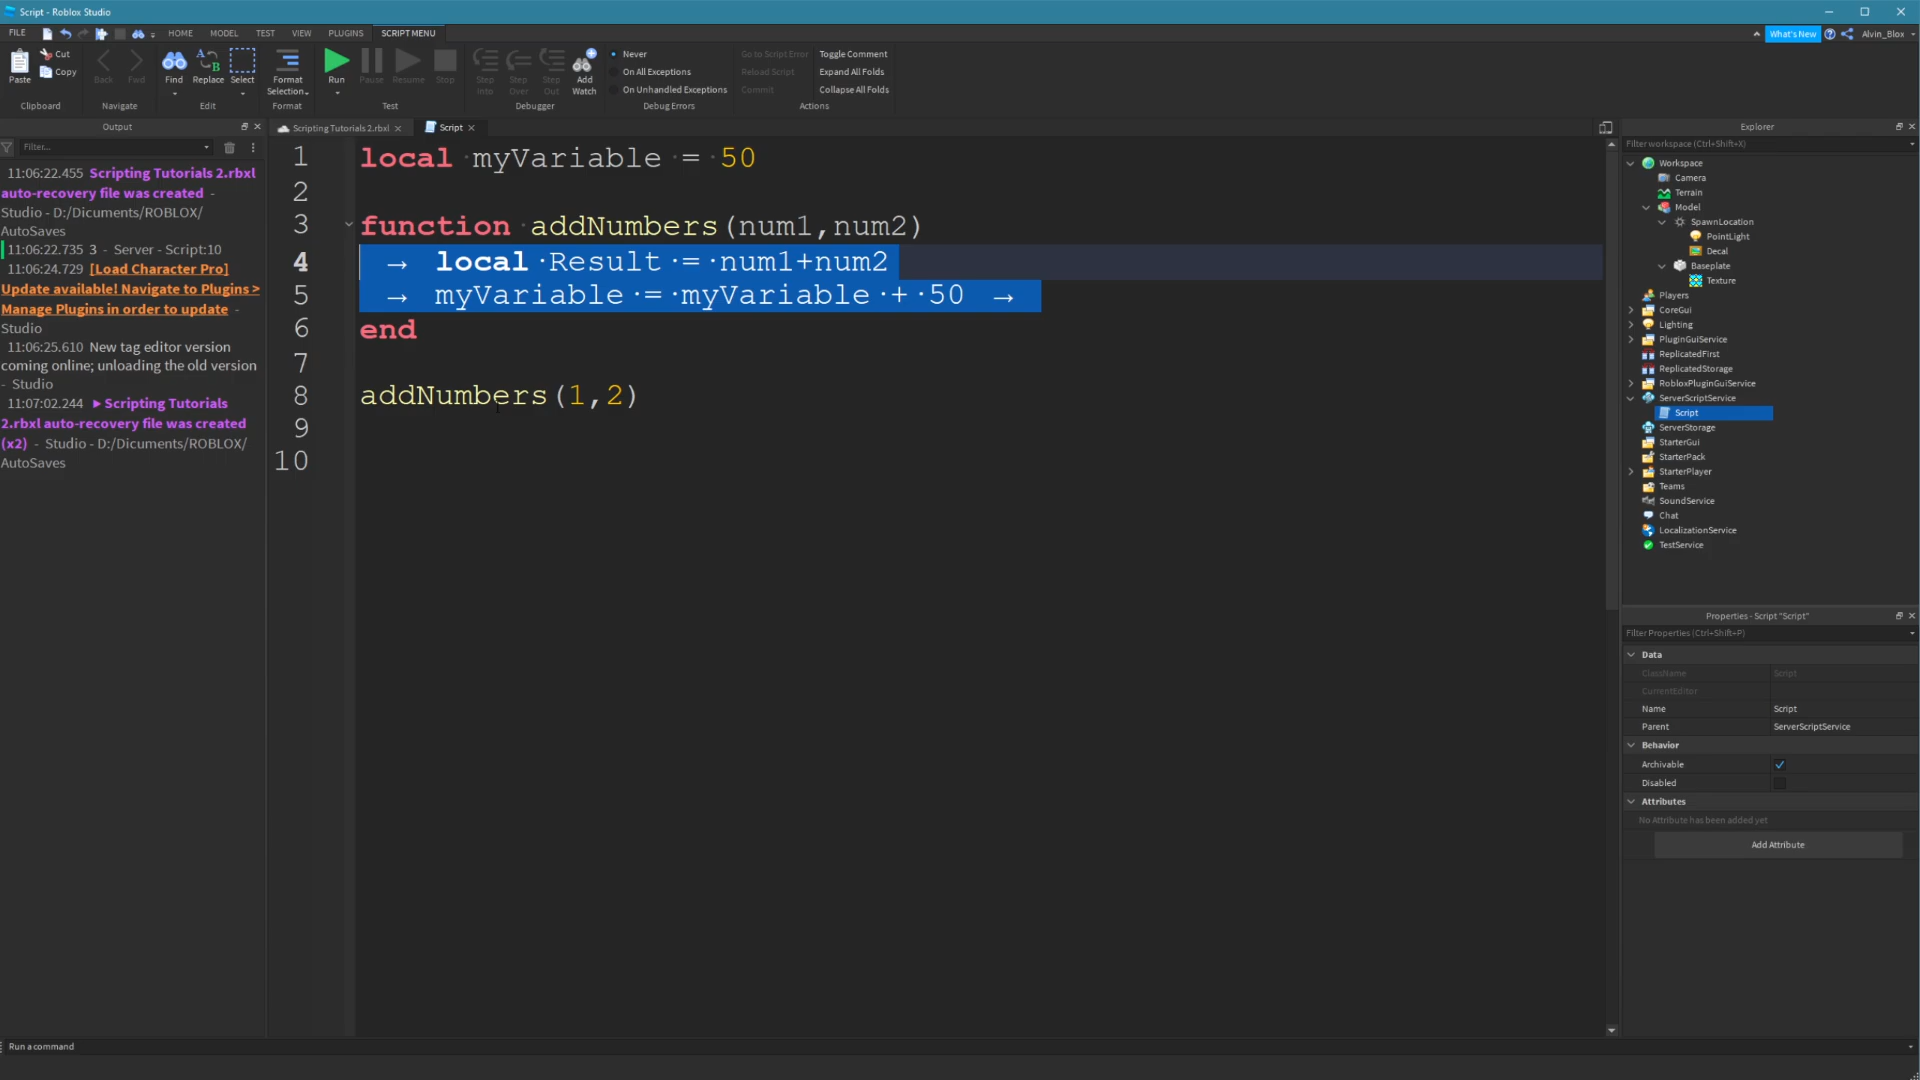 Script - Roblox Studio
FILE HOME MODEL TEST VIEW PLUGINS SCRIPT MENU What's New Alvin_Blox
Paste Cut Copy
Clipboard
Back Fwd
Navigate
Find Replace Select
Edit
Format Selection
Format
Run Pause Resume Stop
Test
Step Into Step Over Step Out Add Watch
Debugger
Never
On All Exceptions
On Unhandled Exceptions
Debug Errors
Go to Script Error
Reload Script
Commit
Toggle Comment
Expand All Folds
Collapse All Folds
Actions
Output
Filter...
11:06:22.455 Scripting Tutorials 2.rbxl
auto-recovery file was created -
Studio - D:/Dicuments/ROBLOX/
AutoSaves
11:06:22.735 3 - Server - Script:10
11:06:24.729 [Load Character Pro]
Update available! Navigate to Plugins >
Manage Plugins in order to update -
Studio
11:06:25.610 New tag editor version
coming online; unloading the old version
- Studio
11:07:02.244 ▸ Scripting Tutorials
2.rbxl auto-recovery file was created
(x2) - Studio - D:/Dicuments/ROBLOX/
AutoSaves
Scripting Tutorials 2.rbxl × Script ×
1 local myVariable = 50
2
3 function addNumbers(num1,num2)
4 → local Result = num1+num2
5 → myVariable = myVariable + 50 →
6 end
7
8 addNumbers(1,2)
9
10
Explorer
Filter workspace (Ctrl+Shift+X)
Workspace
Camera
Terrain
Model
SpawnLocation
PointLight
Decal
Baseplate
Texture
Players
CoreGui
Lighting
PluginGuiService
ReplicatedFirst
ReplicatedStorage
RobloxPluginGuiService
ServerScriptService
Script
ServerStorage
StarterGui
StarterPack
StarterPlayer
Teams
SoundService
Chat
LocalizationService
TestService
Properties - Script "Script"
Filter Properties (Ctrl+Shift+P)
Data
ClassName Script
CurrentEditor
Name Script
Parent ServerScriptService
Behavior
Archivable
Disabled
Attributes
No Attribute has been added yet
Add Attribute
Run a command